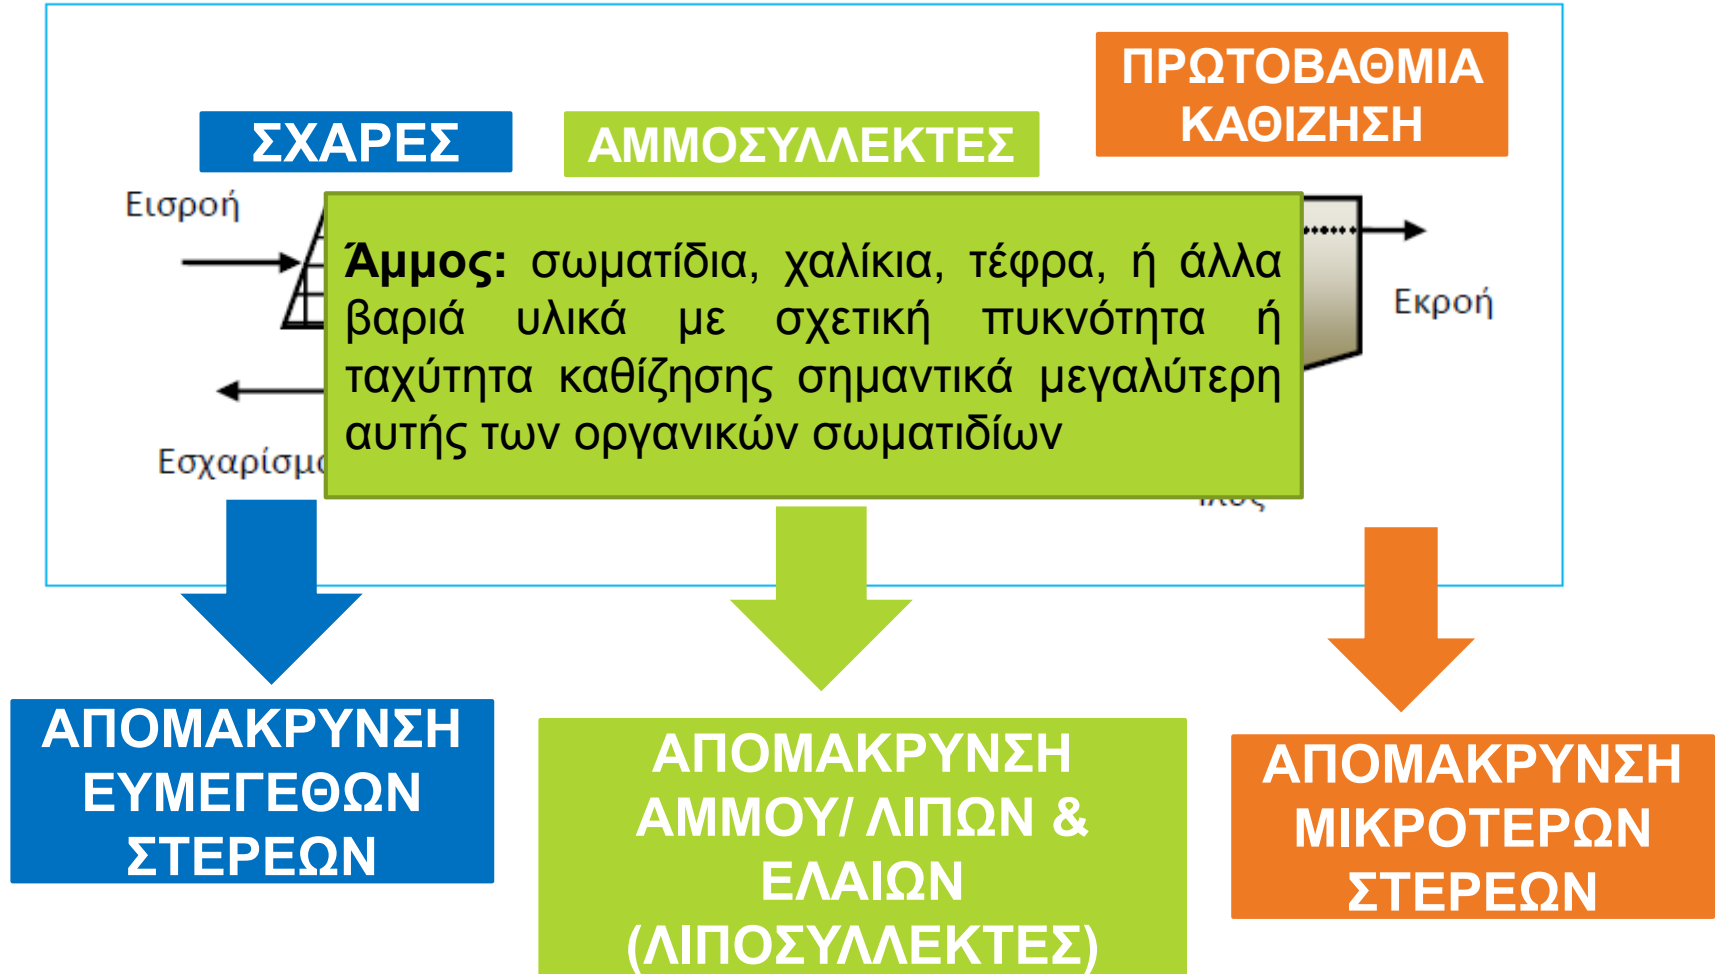 ΠΡΩΤΟΒΑΘΜΙΑ
ΚΑΘΙΖΗΣΗ
ΣΧΑΡΕΣ
ΑΜΜΟΣΥΛΛΕΚΤΕΣ
Εισροή
Άμμος: σωματίδια, χαλίκια, τέφρα, ή άλλα
βαριά υλικά με σχετική πυκνότητα ή
ταχύτητα καθίζησης σημαντικά μεγαλύτερη
αυτής των οργανικών σωματιδίων
Εκροή
ΑΠΟΜΑΚΡΥΝΣΗ
ΕΥΜΕΓΕΘΩΝ
ΣΤΕΡΕΩΝ
ΑΠΟΜΑΚΡΥΝΣΗ
ΑΜΜΟΥ/ ΛΙΠΩΝ &
ΕΛΑΙΩΝ
(ΛΙΠΟΣΥΛΛΕΚΤΕΣ)
ΑΠΟΜΑΚΡΥΝΣΗ
ΜΙΚΡΟΤΕΡΩΝ
ΣΤΕΡΕΩΝ